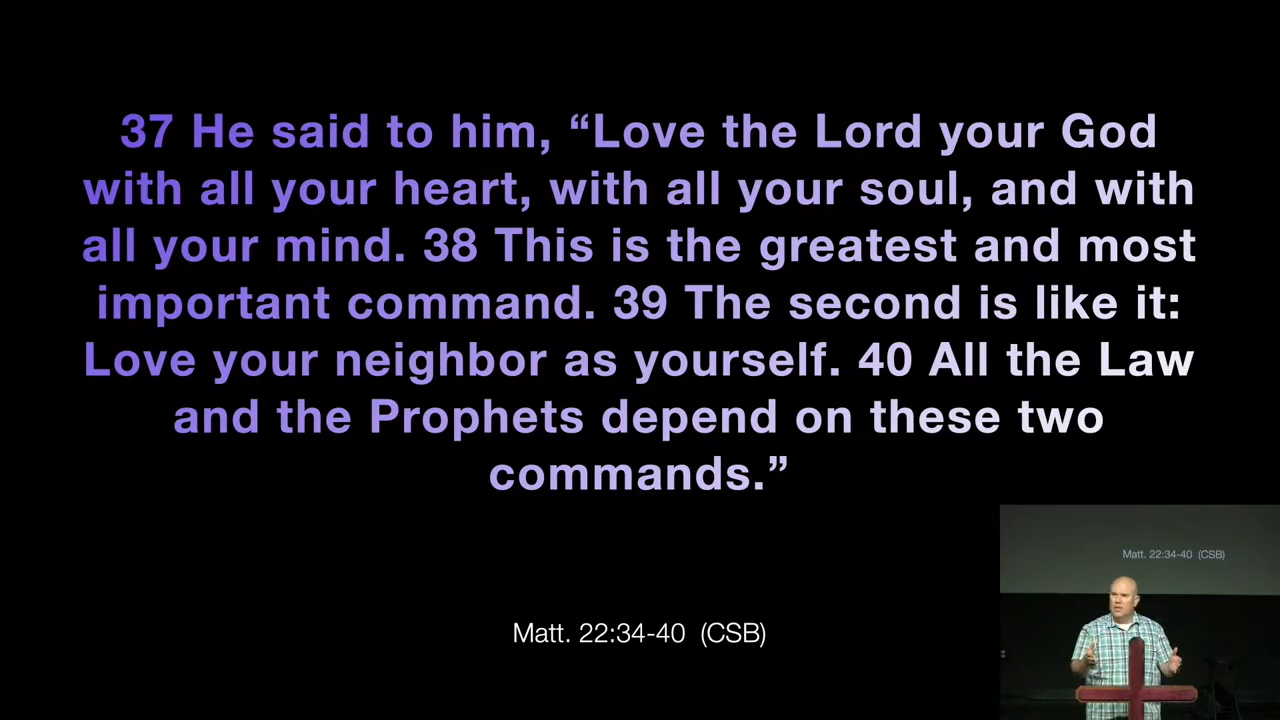 37 He said to him, “Love the Lord your God
with all your heart, with all your soul, and with
all your mind. 38 This is the greatest and most
important command. 39 The second is like it:
Love your neighbor as yourself. 40 All the Law
and the Prophets depend on these two
commands.”
Matt. 22:34-40 (CSB)
Matt. 22:34-40 (CSB)